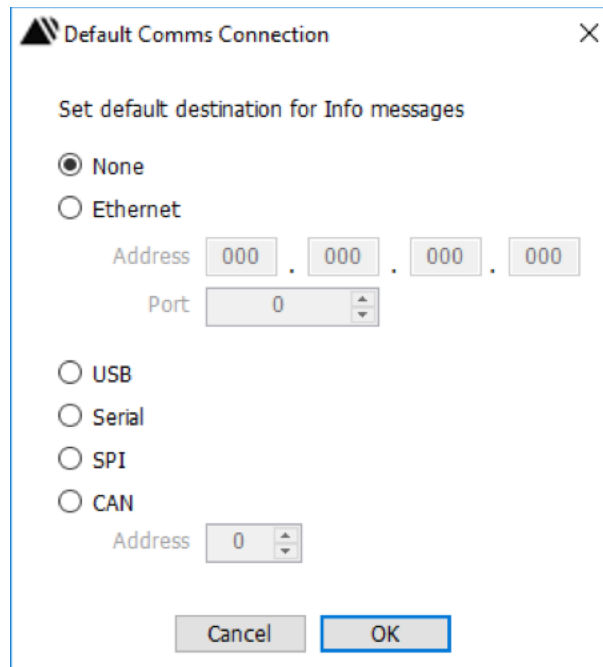 Default Comms Connection
Set default destination for Info messages
None
Ethernet
Address 000 . 000 . 000 . 000
Port 0
USB
Serial
SPI
CAN
Address 0
Cancel OK